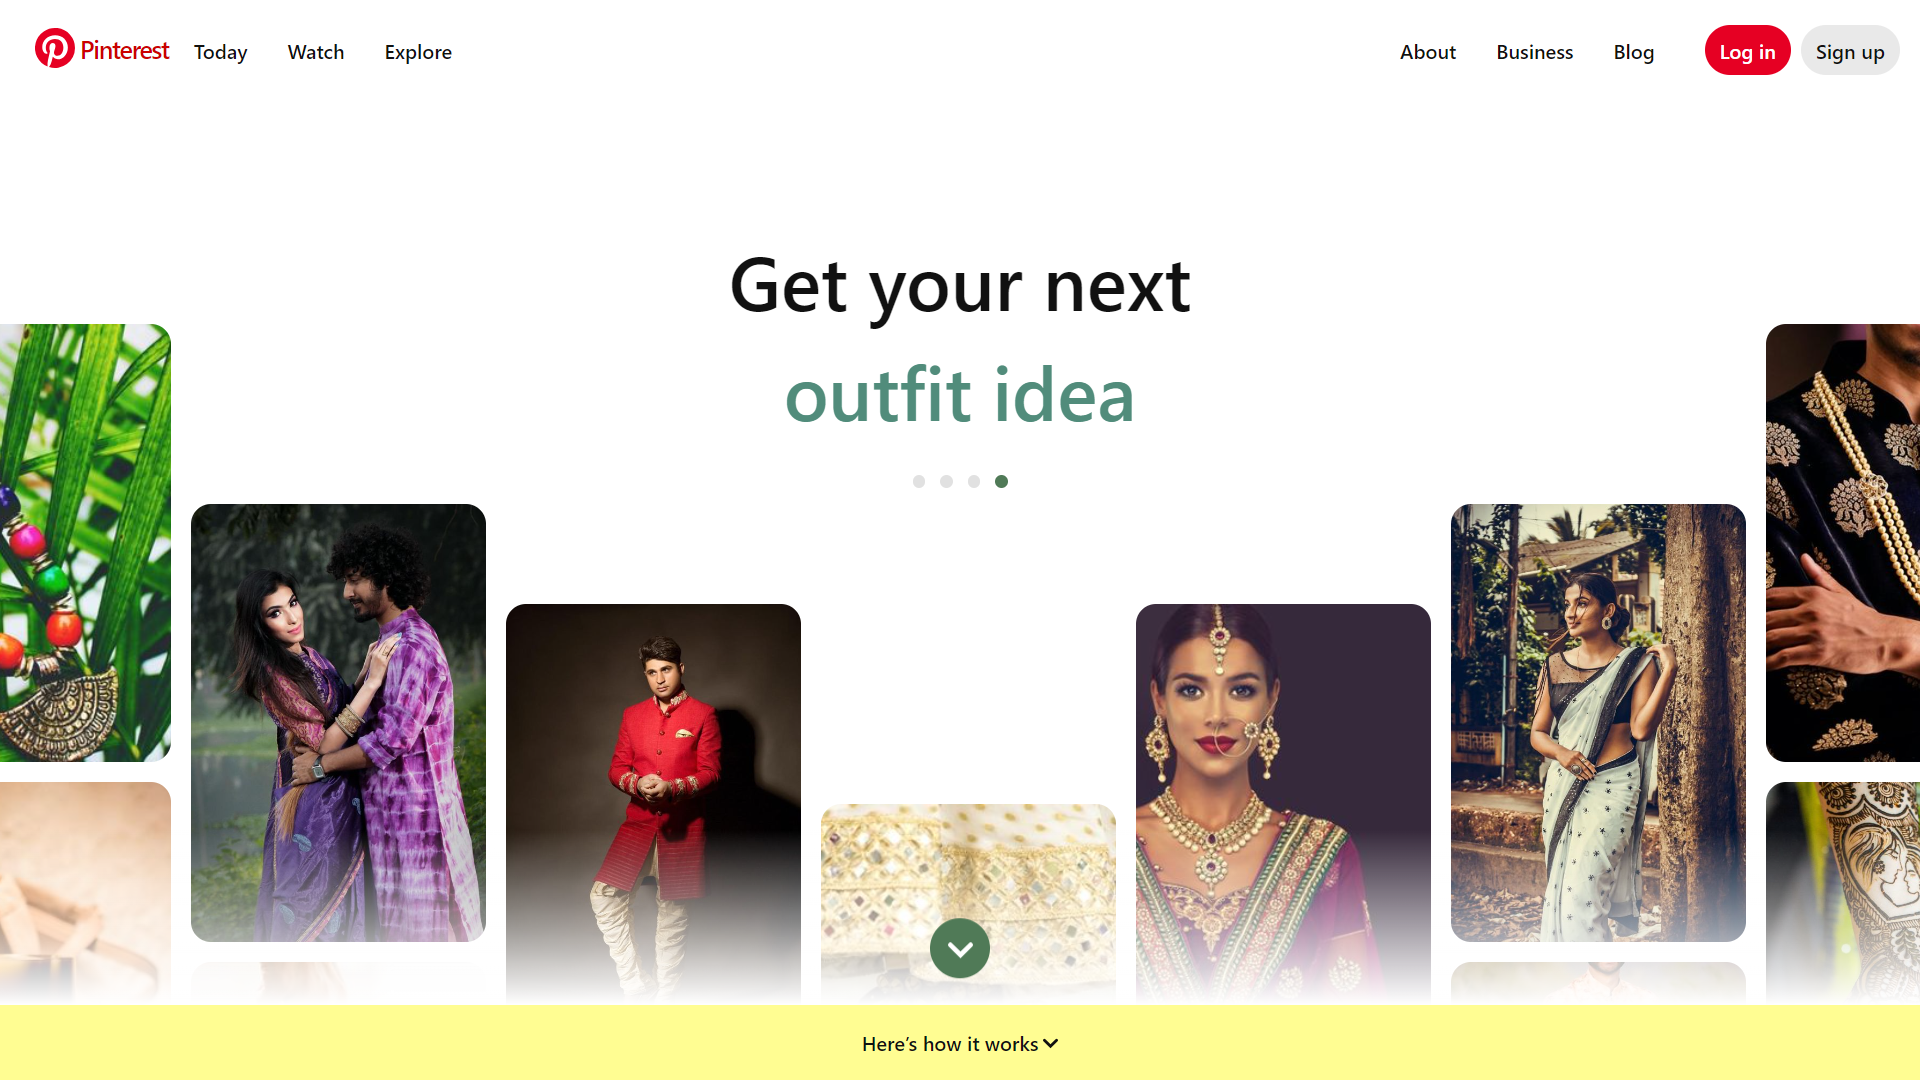 Pinterest
Today
Watch
Explore
About
Business
Blog
Log in
Sign up
Get your next
outfit idea
Here’s how it works